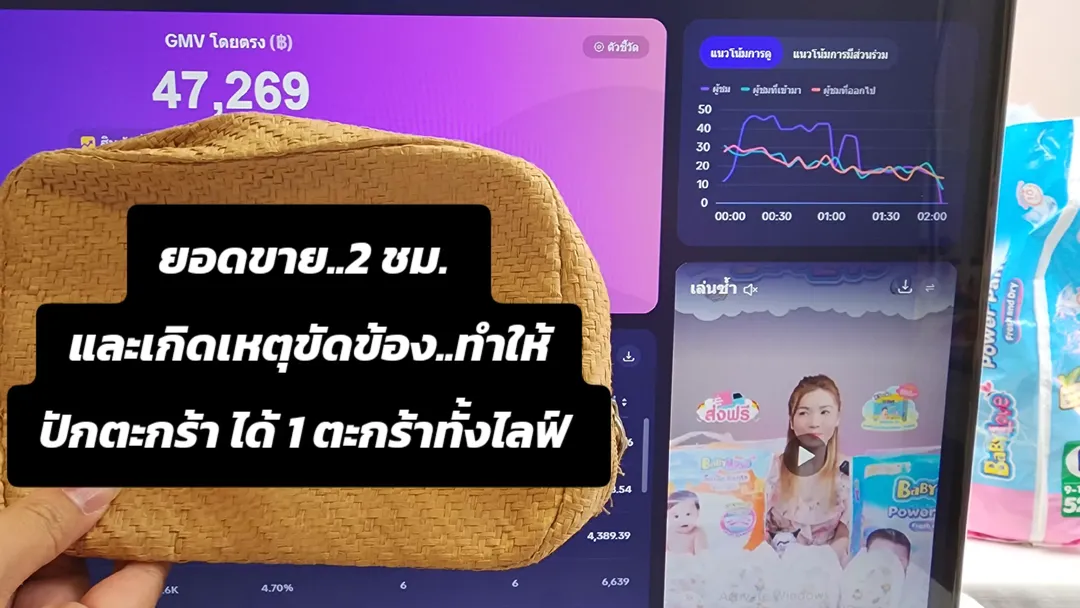 GMV โดยตรง (฿)
ตัวชี้วัด
47,269
แนวโน้มการดู
แนวโน้มการมีส่วนร่วม
ผู้ชม
ผู้ชมที่เข้ามา
ผู้ชมที่ออกไป
50
40
30
20
10
0
00:00 00:30 01:00 01:30 02:00
ยอดขาย..2 ชม.
และเกิดเหตุขัดข้อง..ทำให้
ปักตะกร้า ได้ 1 ตะกร้าทั้งไลฟ์
เล่นซ้ำ
ส่งฟรี
BABY
Power
4,389.39
4.70%
6
6
6,639
Power
Fresh and Dry
BabyLove